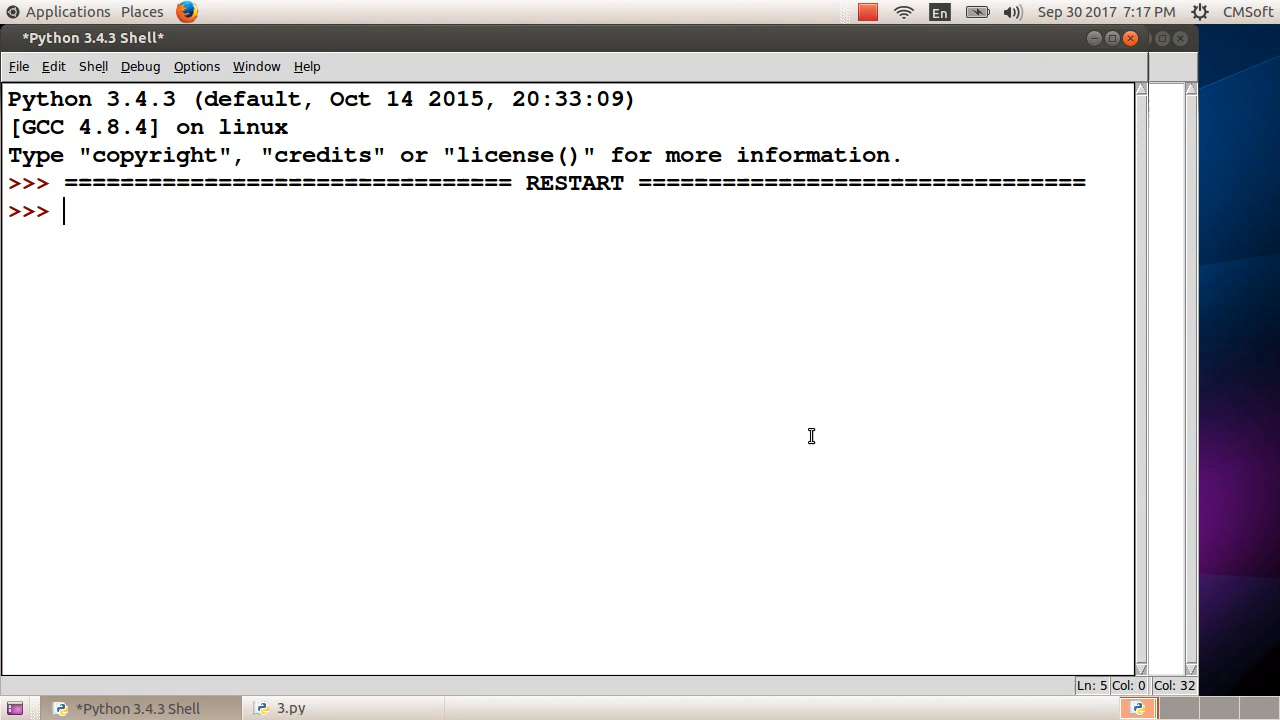 Applications Places En Sep 30 2017 7:17 PM CMSoft
*Python 3.4.3 Shell*
File Edit Shell Debug Options Window Help
Python 3.4.3 (default, Oct 14 2015, 20:33:09)
[GCC 4.8.4] on linux
Type "copyright", "credits" or "license()" for more information.
>>> ================================ RESTART ================================
>>>
Ln: 5 Col: 0 Col: 32
*Python 3.4.3 Shell* 3.py